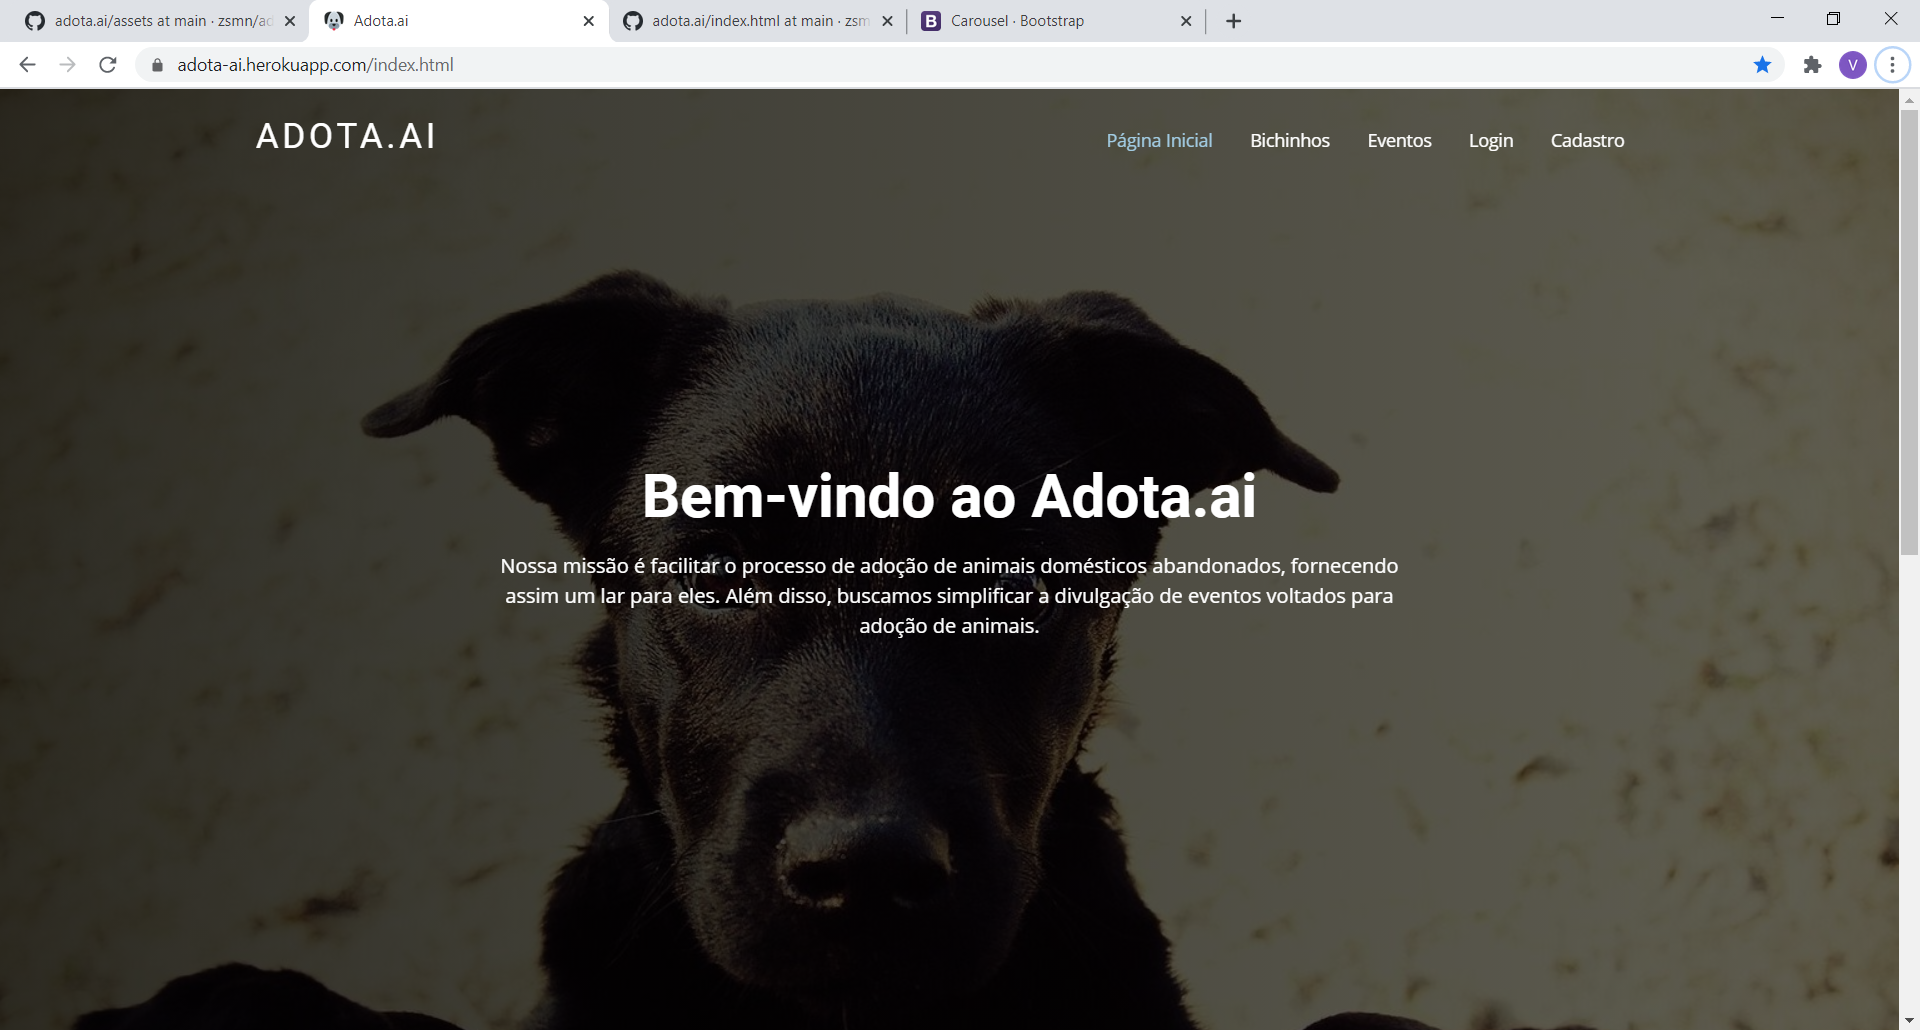 adota.ai/assets at main · zsmn/ad
Adota.ai
adota.ai/index.html at main · zsm
B Carousel · Bootstrap
adota-ai.herokuapp.com/index.html
V
ADOTA.AI
Página Inicial Bichinhos Eventos Login Cadastro
Bem-vindo ao Adota.ai
Nossa missão é facilitar o processo de adoção de animais domésticos abandonados, fornecendo
assim um lar para eles. Além disso, buscamos simplificar a divulgação de eventos voltados para
adoção de animais.